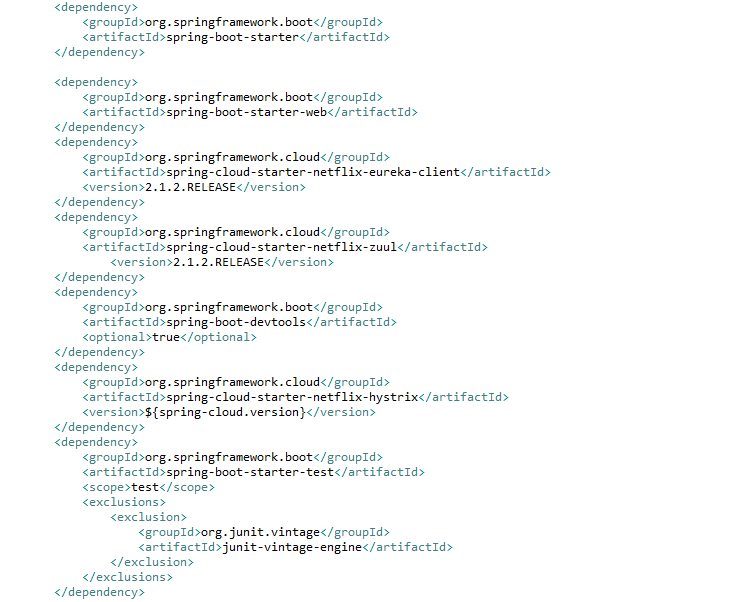 <dependency>
<groupId>org.springframework.boot</groupId>
<artifactId>spring-boot-starter</artifactId>
</dependency>
<dependency>
<groupId>org.springframework.boot</groupId>
<artifactId>spring-boot-starter-web</artifactId>
</dependency>
<dependency>
<groupId>org.springframework.cloud</groupId>
<artifactId>spring-cloud-starter-netflix-eureka-client</artifactId>
<version>2.1.2.RELEASE</version>
</dependency>
<dependency>
<groupId>org.springframework.cloud</groupId>
<artifactId>spring-cloud-starter-netflix-zuul</artifactId>
<version>2.1.2.RELEASE</version>
</dependency>
<dependency>
<groupId>org.springframework.boot</groupId>
<artifactId>spring-boot-devtools</artifactId>
<optional>true</optional>
</dependency>
<dependency>
<groupId>org.springframework.cloud</groupId>
<artifactId>spring-cloud-starter-netflix-hystrix</artifactId>
<version>${spring-cloud.version}</version>
</dependency>
<dependency>
<groupId>org.springframework.boot</groupId>
<artifactId>spring-boot-starter-test</artifactId>
<scope>test</scope>
<exclusions>
<exclusion>
<groupId>org.junit.vintage</groupId>
<artifactId>junit-vintage-engine</artifactId>
</exclusion>
</exclusions>
</dependency>